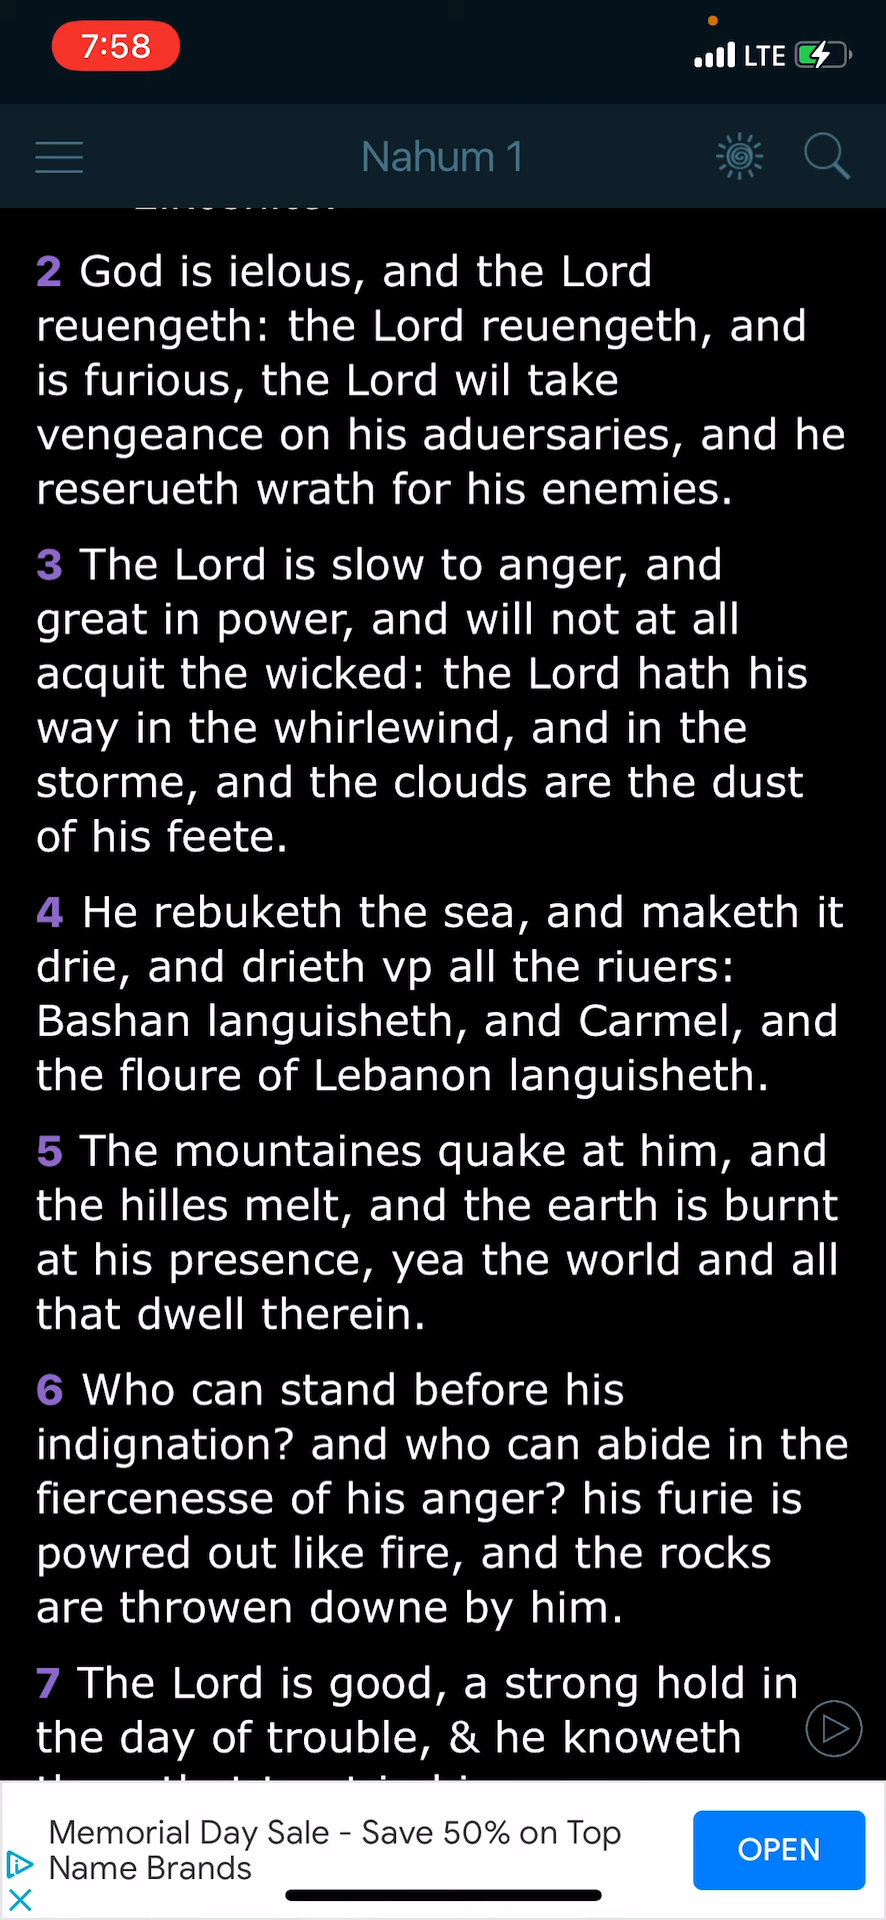 7:58
LTE
Nahum 1
2 God is ielous, and the Lord
reuengeth: the Lord reuengeth, and
is furious, the Lord wil take
vengeance on his aduersaries, and he
reserueth wrath for his enemies.
3 The Lord is slow to anger, and
great in power, and will not at all
acquit the wicked: the Lord hath his
way in the whirlewind, and in the
storme, and the clouds are the dust
of his feete.
4 He rebuketh the sea, and maketh it
drie, and drieth vp all the riuers:
Bashan languisheth, and Carmel, and
the floure of Lebanon languisheth.
5 The mountaines quake at him, and
the hilles melt, and the earth is burnt
at his presence, yea the world and all
that dwell therein.
6 Who can stand before his
indignation? and who can abide in the
fiercenesse of his anger? his furie is
powred out like fire, and the rocks
are throwen downe by him.
7 The Lord is good, a strong hold in
the day of trouble, & he knoweth
Memorial Day Sale - Save 50% on Top
Name Brands
OPEN